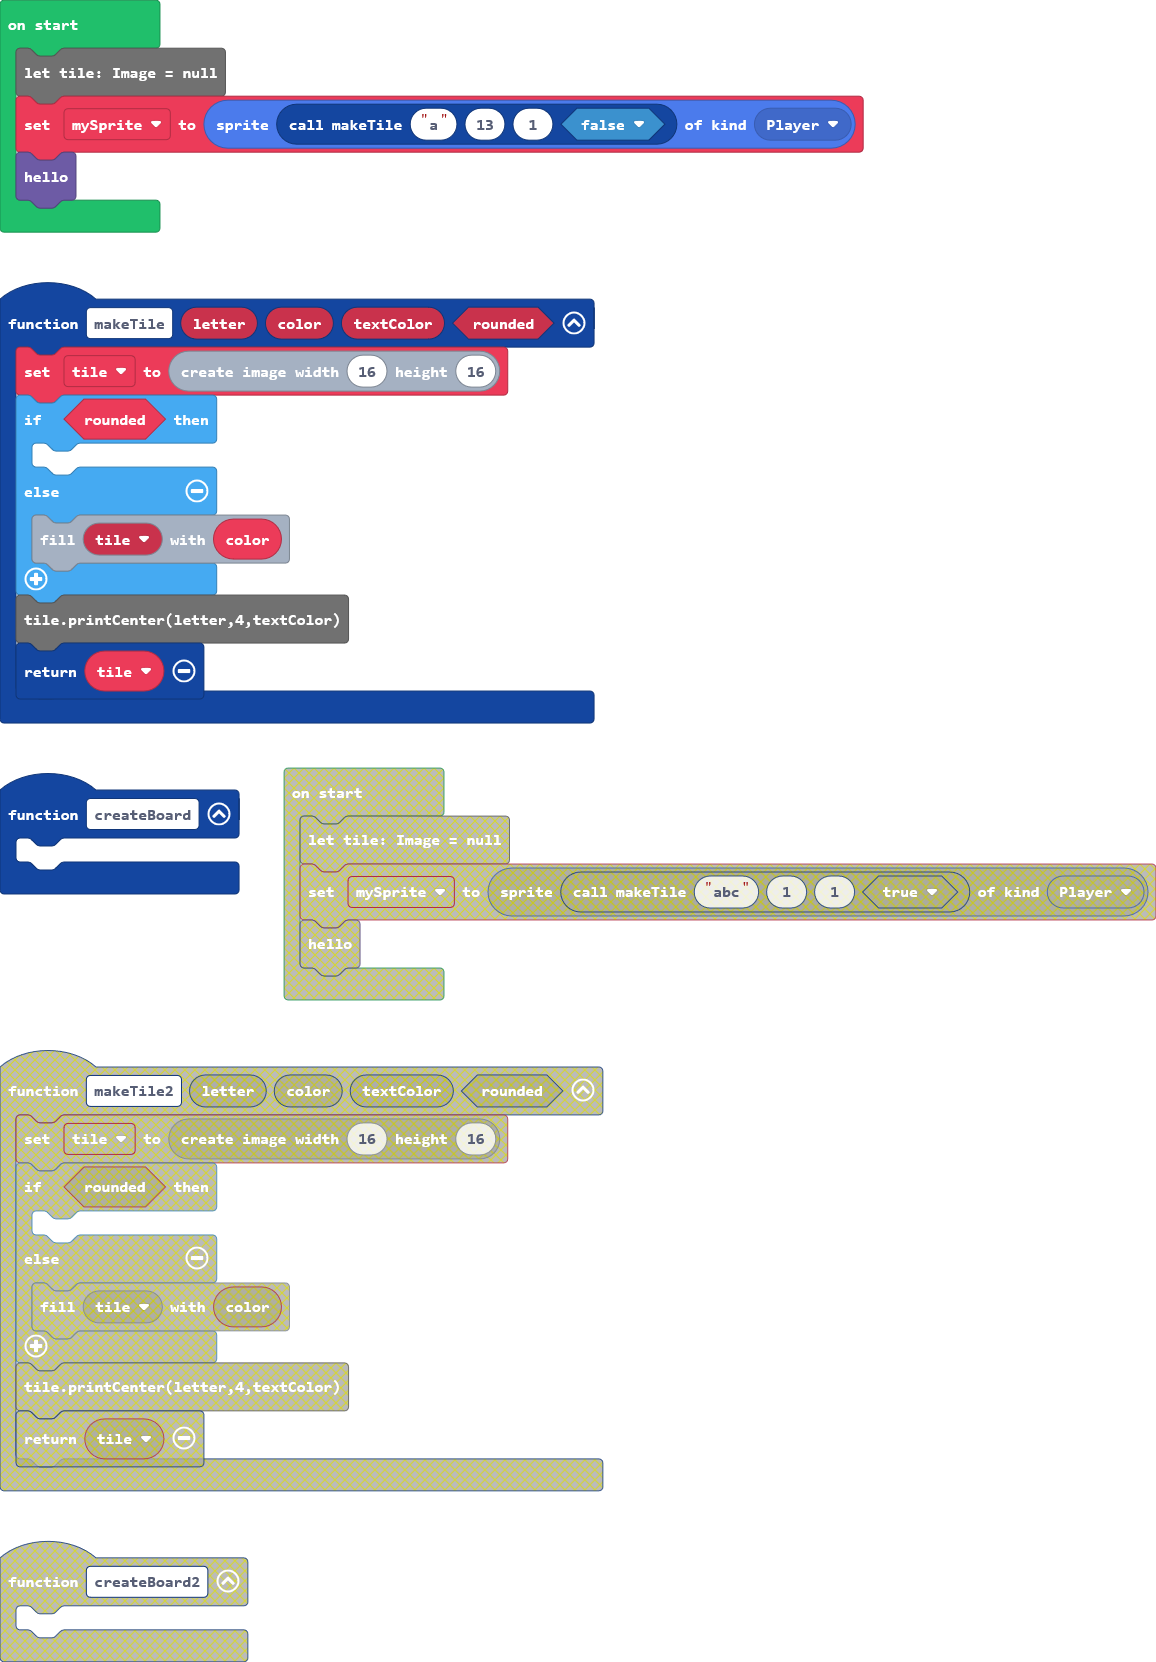 on start
let tile: Image = null
set mySprite to sprite call makeTile "a" 13 1 false of kind Player
hello
function makeTile letter color textColor rounded
set tile to create image width 16 height 16
if rounded then
else
fill tile with color
tile.printCenter(letter,4,textColor)
return tile
function createBoard
on start
let tile: Image = null
set mySprite to sprite call makeTile "abc" 1 1 true of kind Player
hello
function makeTile2 letter color textColor rounded
set tile to create image width 16 height 16
if rounded then
else
fill tile with color
tile.printCenter(letter,4,textColor)
return tile
function createBoard2